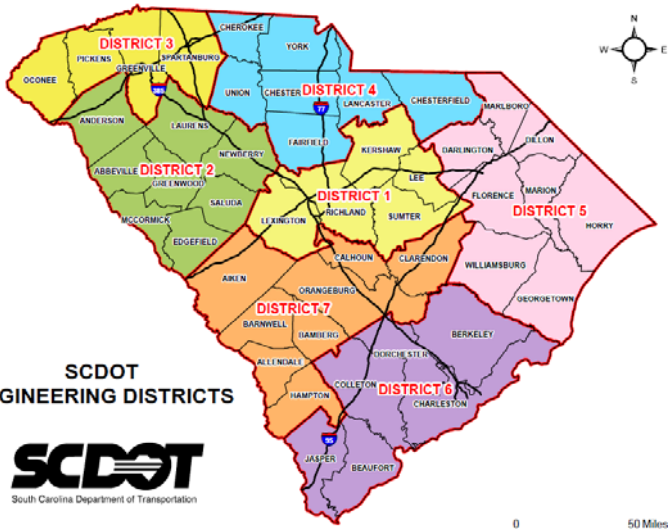 CHEROKEE
N
DISTRICT 3
YORK
PICKENS
SPARTANBURG
W
E
OCONEE
GREENVILLE
S
385
UNION
CHESTER
DISTRICT 4
77
LANCASTER
CHESTERFIELD
MARLBORO
ANDERSON
LAURENS
FAIRFIELD
DILLON
KERSHAW
DARLINGTON
NEWBERRY
ABBEVILLE
DISTRICT 2
GREENWOOD
LEE
MARION
FLORENCE
DISTRICT 1
SALUDA
RICHLAND
DISTRICT 5
LEXINGTON
SUMTER
MCCORMICK
HORRY
EDGEFIELD
CALHOUN
CLARENDON
WILLIAMSBURG
AIKEN
ORANGEBURG
GEORGETOWN
DISTRICT 7
BARNWELL
BAMBERG
BERKELEY
DORCHESTER
ALLENDALE
SCDOT
COLLETON
DISTRICT 6
GINEERING DISTRICTS
HAMPTON
CHARLESTON
95
JASPER
BEAUFORT
SCDOT
South Carolina Department of Transportation
0
50 Miles